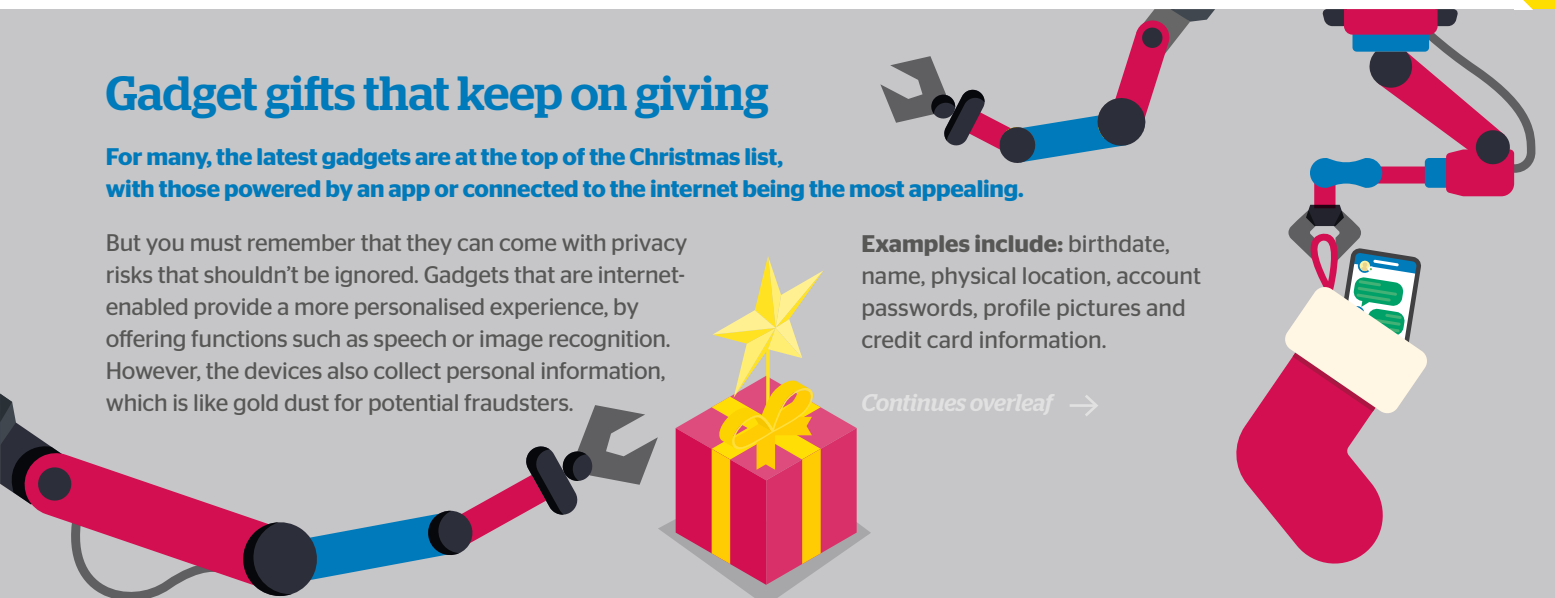 Gadget gifts that keep on giving
For many, the latest gadgets are at the top of the Christmas list,
with those powered by an app or connected to the internet being the most appealing.
But you must remember that they can come with privacy
risks that shouldn't be ignored. Gadgets that are internet-
enabled provide a more personalised experience, by
offering functions such as speech or image recognition.
However, the devices also collect personal information,
which is like gold dust for potential fraudsters.
Examples include: birthdate,
name, physical location, account
passwords, profile pictures and
credit card information.
Continues overleaf →